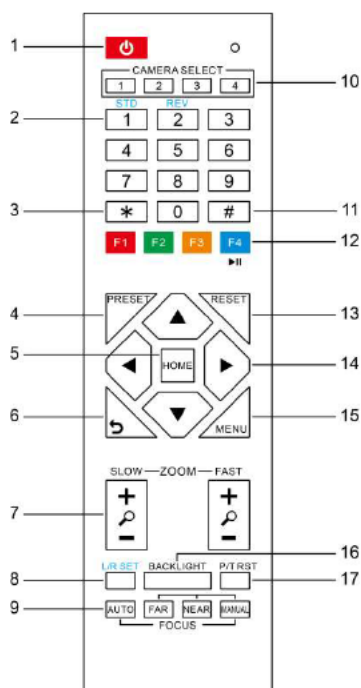 1
CAMERA SELECT
1 2 3 4
10
STD REV
2
1 2 3
4 5 6
7 8 9
3
* 0 #
11
F1 F2 F3 F4
12
4
PRESET RESET
13
5
HOME
14
6
MENU
15
SLOW ZOOM FAST
+ +
7
- -
16
L/R SET BACKLIGHT P/T RST
8
17
9
AUTO FAR NEAR MANUAL
FOCUS